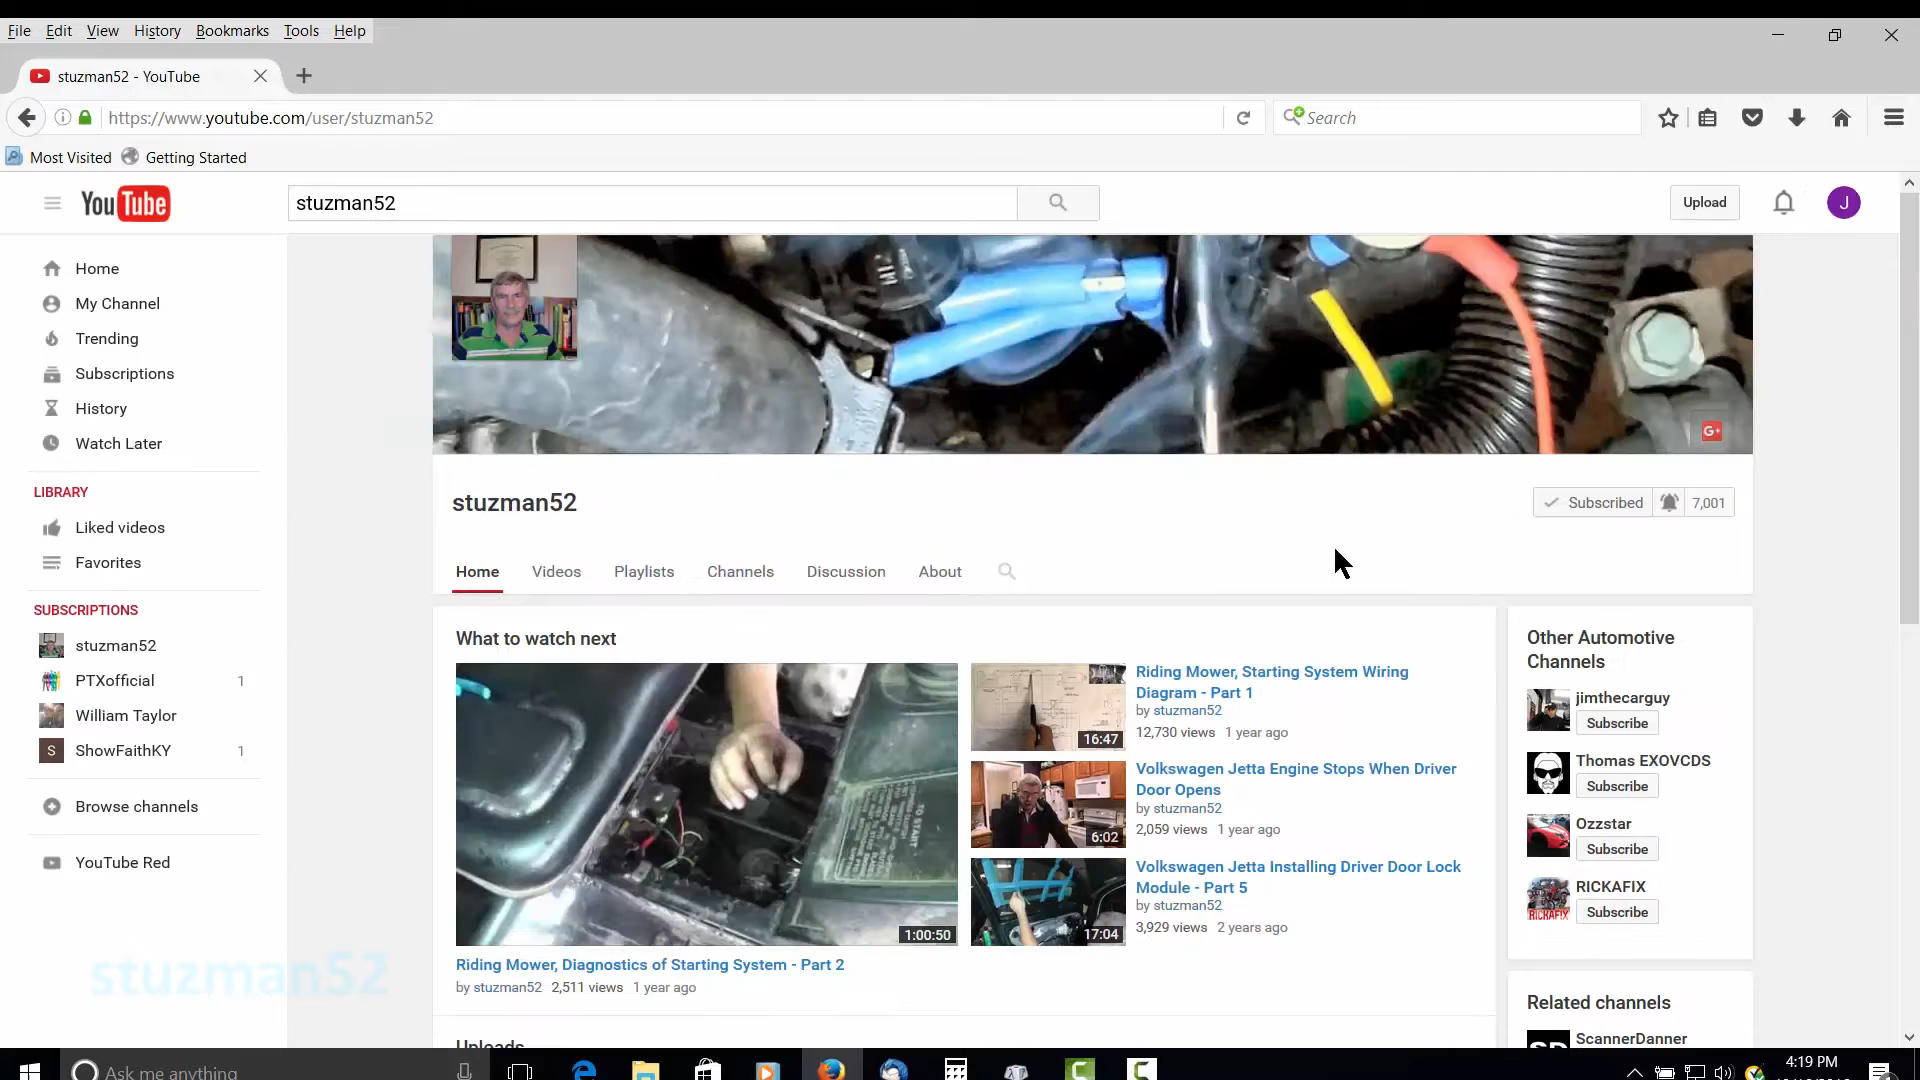 File Edit View History Bookmarks Tools Help
stuzman52 - YouTube
https://www.youtube.com/user/stuzman52
Search
Most Visited Getting Started
YouTube
stuzman52
Upload
J
Home
My Channel
Trending
Subscriptions
History
Watch Later
LIBRARY
Liked videos
Favorites
SUBSCRIPTIONS
stuzman52
PTXofficial 1
William Taylor
S ShowFaithKY 1
Browse channels
YouTube Red
stuzman52
G+
stuzman52
Subscribed 7,001
Home Videos Playlists Channels Discussion About
What to watch next
TO START
1:00:50
Riding Mower, Diagnostics of Starting System - Part 2
by stuzman52 2,511 views 1 year ago
16:47
Riding Mower, Starting System Wiring
Diagram - Part 1
by stuzman52
12,730 views 1 year ago
6:02
Volkswagen Jetta Engine Stops When Driver
Door Opens
by stuzman52
2,059 views 1 year ago
17:04
Volkswagen Jetta Installing Driver Door Lock
Module - Part 5
by stuzman52
3,929 views 2 years ago
Uploads
Other Automotive
Channels
jimthecarguy
Subscribe
Thomas EXOVCDS
Subscribe
Ozzstar
Subscribe
RICKAFIX
RICKAFIX
Subscribe
Related channels
ScannerDanner
Ask me anything
4:19 PM